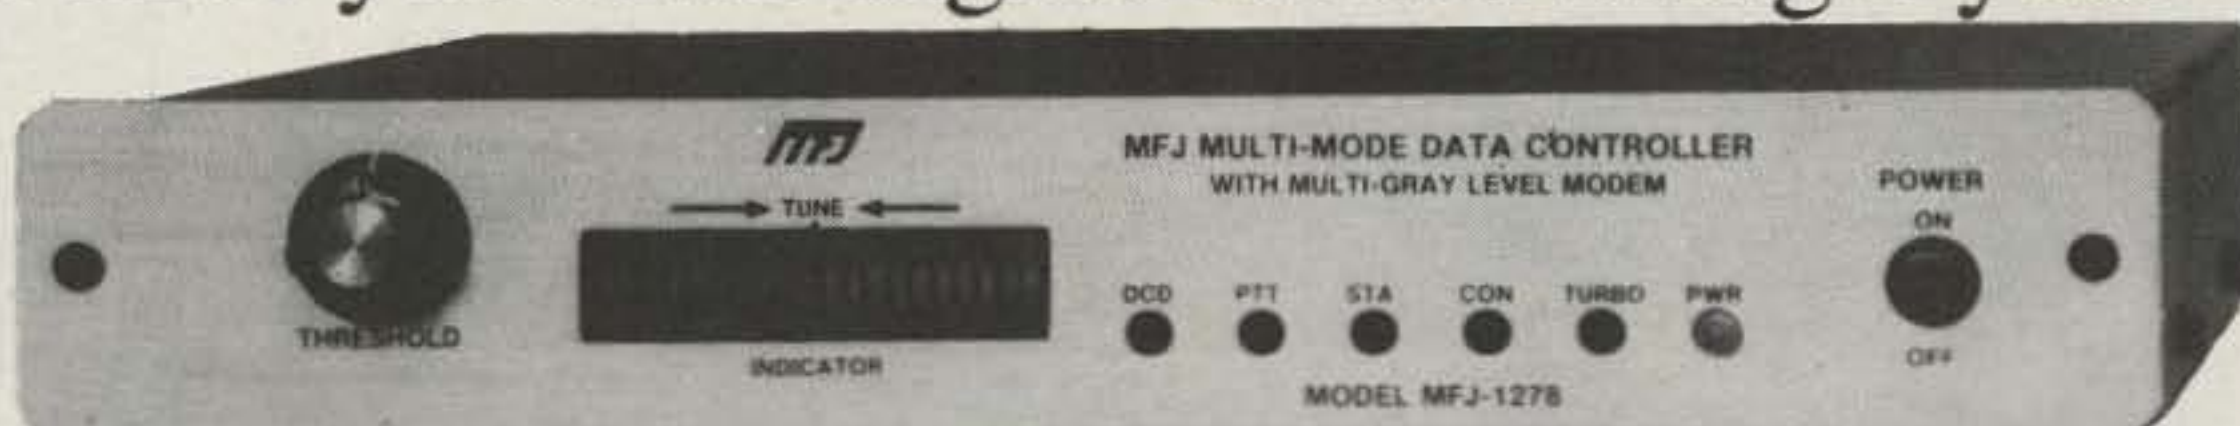 MFJ
MFJ MULTI-MODE DATA CONTROLLER
WITH MULTI-GRAY LEVEL MODEM
POWER
ON
OFF
TUNE
THRESHOLD
INDICATOR
DCD PTT STA CON TURBO PWR
MODEL MFJ-1278